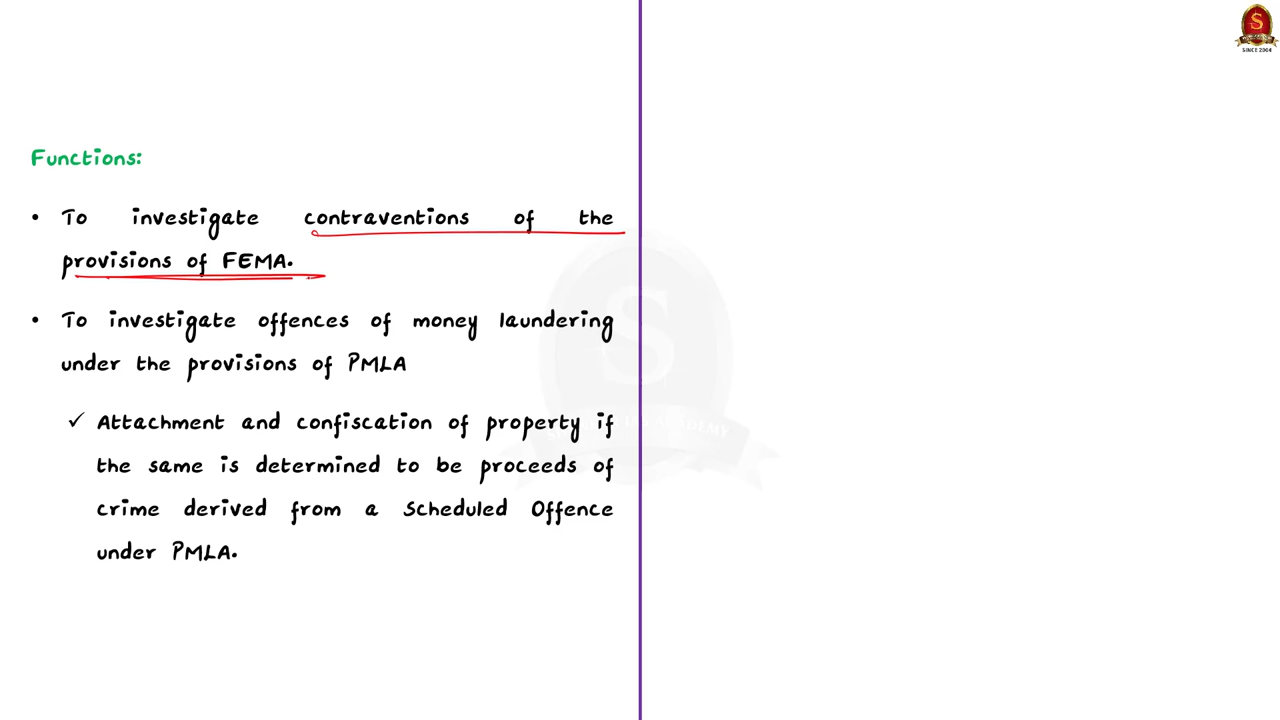 Functions:
• To investigate contraventions of the
provisions of FEMA.
• To investigate offences of money laundering
under the provisions of PMLA
✓ Attachment and confiscation of property if
the same is determined to be proceeds of
crime derived from a Scheduled Offence
under PMLA.
S
SINCE 2004